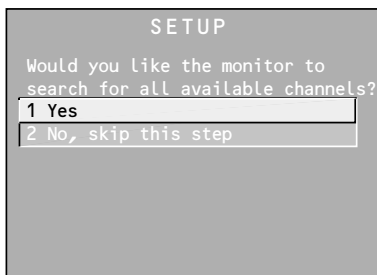 SETUP
Would you like the monitor to
search for all available channels?
1 Yes
2 No, skip this step